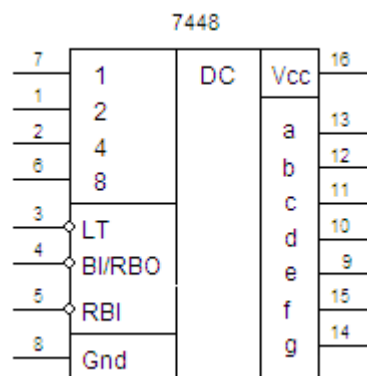 7448
7 1 DC Vcc 16
1 2
a 13
2 4
b 12
6 8
c 11
3 LT
d 10
4 BI/RBO
e 9
5 RBI
f 15
g 14
8 Gnd